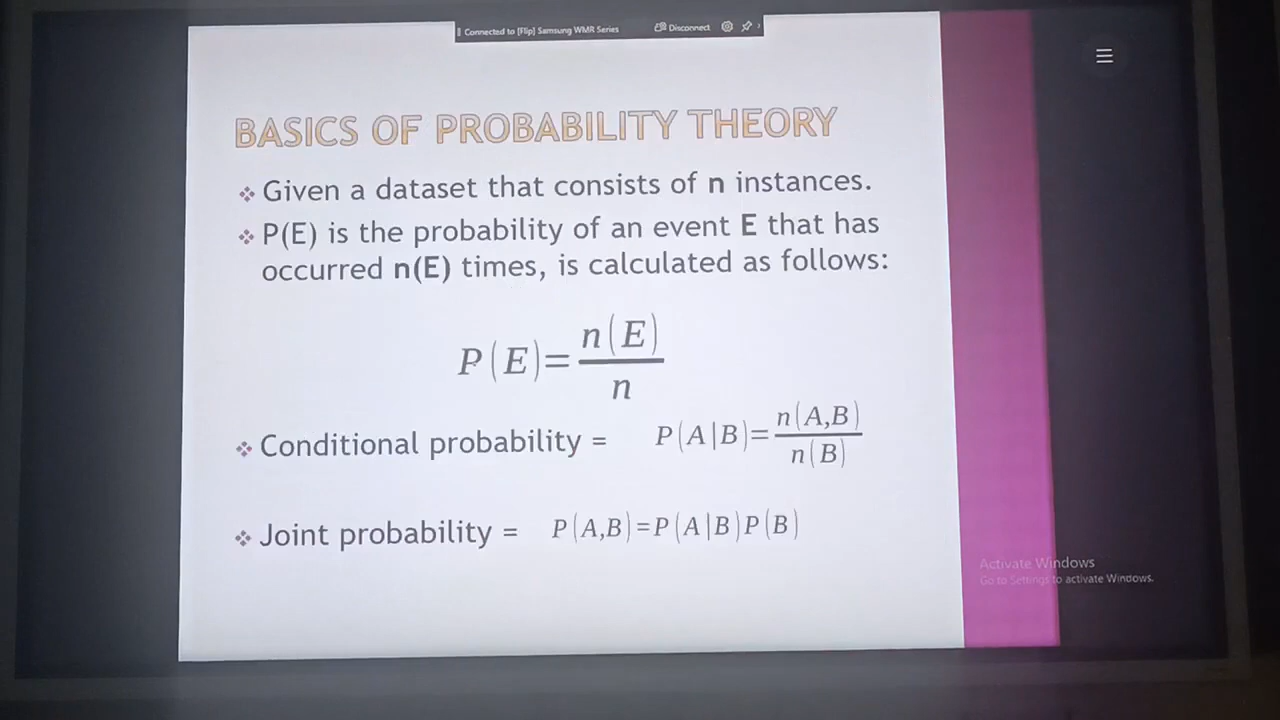 Connected to [Flip] Samsung WMR Series
Disconnect
BASICS OF PROBABILITY THEORY
❖ Given a dataset that consists of n instances.
❖ P(E) is the probability of an event E that has
occurred n(E) times, is calculated as follows:
P(E)=n(E)/n
❖ Conditional probability = P(A|B)=n(A,B)/n(B)
❖ Joint probability = P(A,B)=P(A|B)P(B)
Activate Windows
Go to Settings to activate Windows.